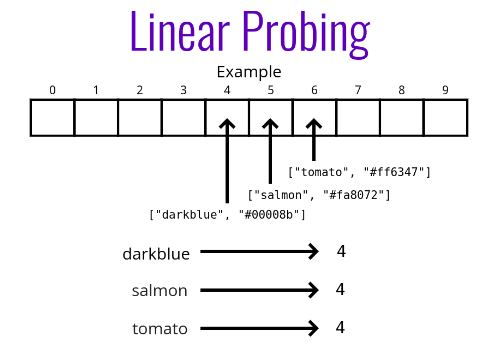 Linear Probing
Example
0 1 2 3 4 5 6 7 8 9
["tomato", "#ff6347"]
["salmon", "#fa8072"]
["darkblue", "#00008b"]
darkblue 4
salmon 4
tomato 4